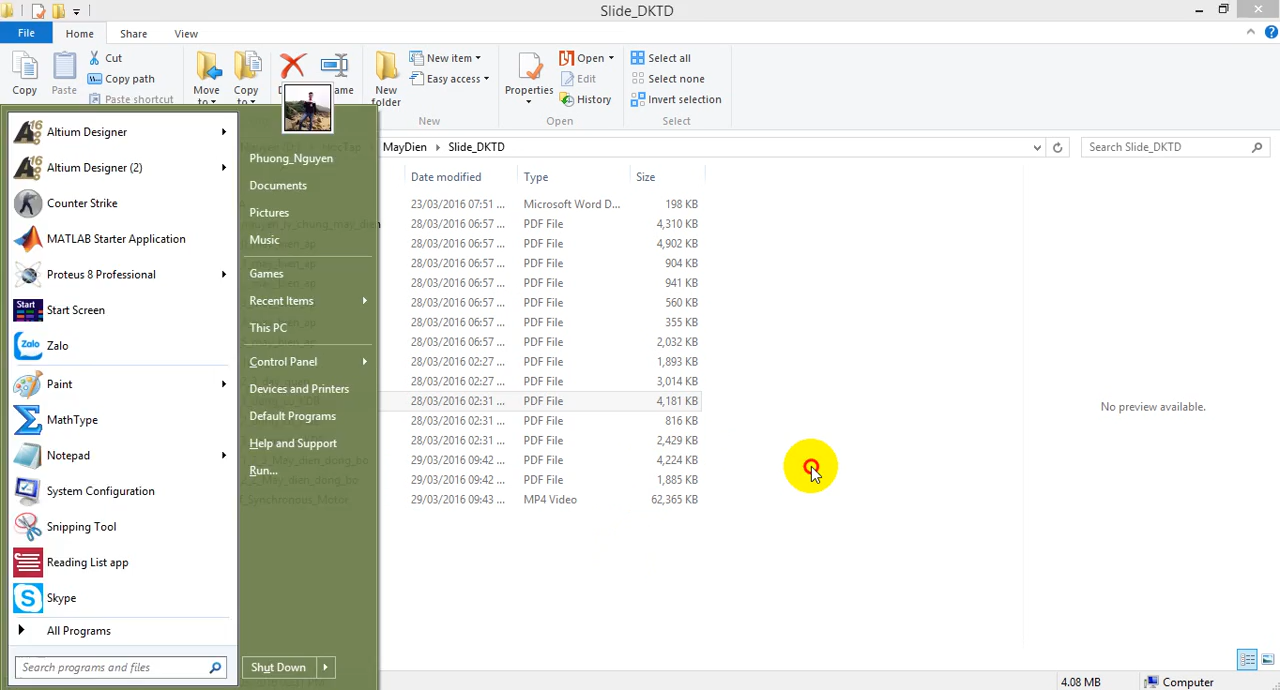 Slide_DKTD
File
Home
Share
View
Copy
Paste
Cut
Copy path
Paste shortcut
Move to
Copy to
New folder
New item
Easy access
New
Properties
Open
Edit
History
Open
Select all
Select none
Invert selection
Select
MayDien
Slide_DKTD
Search Slide_DKTD
Date modified
Type
Size
23/03/2016 07:51 ... Microsoft Word D... 198 KB
28/03/2016 06:57 ... PDF File 4,310 KB
28/03/2016 06:57 ... PDF File 4,902 KB
28/03/2016 06:57 ... PDF File 904 KB
28/03/2016 06:57 ... PDF File 941 KB
28/03/2016 06:57 ... PDF File 560 KB
28/03/2016 06:57 ... PDF File 355 KB
28/03/2016 06:57 ... PDF File 2,032 KB
28/03/2016 02:27 ... PDF File 1,893 KB
28/03/2016 02:27 ... PDF File 3,014 KB
28/03/2016 02:31 ... PDF File 4,181 KB
28/03/2016 02:31 ... PDF File 816 KB
28/03/2016 02:31 ... PDF File 2,429 KB
29/03/2016 09:42 ... PDF File 4,224 KB
29/03/2016 09:42 ... PDF File 1,885 KB
29/03/2016 09:43 ... MP4 Video 62,365 KB
No preview available.
Altium Designer
Altium Designer (2)
Counter Strike
MATLAB Starter Application
Proteus 8 Professional
Start Screen
Zalo
Paint
MathType
Notepad
System Configuration
Snipping Tool
Reading List app
Skype
All Programs
Search programs and files
Phuong_Nguyen
Documents
Pictures
Music
Games
Recent Items
This PC
Control Panel
Devices and Printers
Default Programs
Help and Support
Run...
Shut Down
4.08 MB
Computer